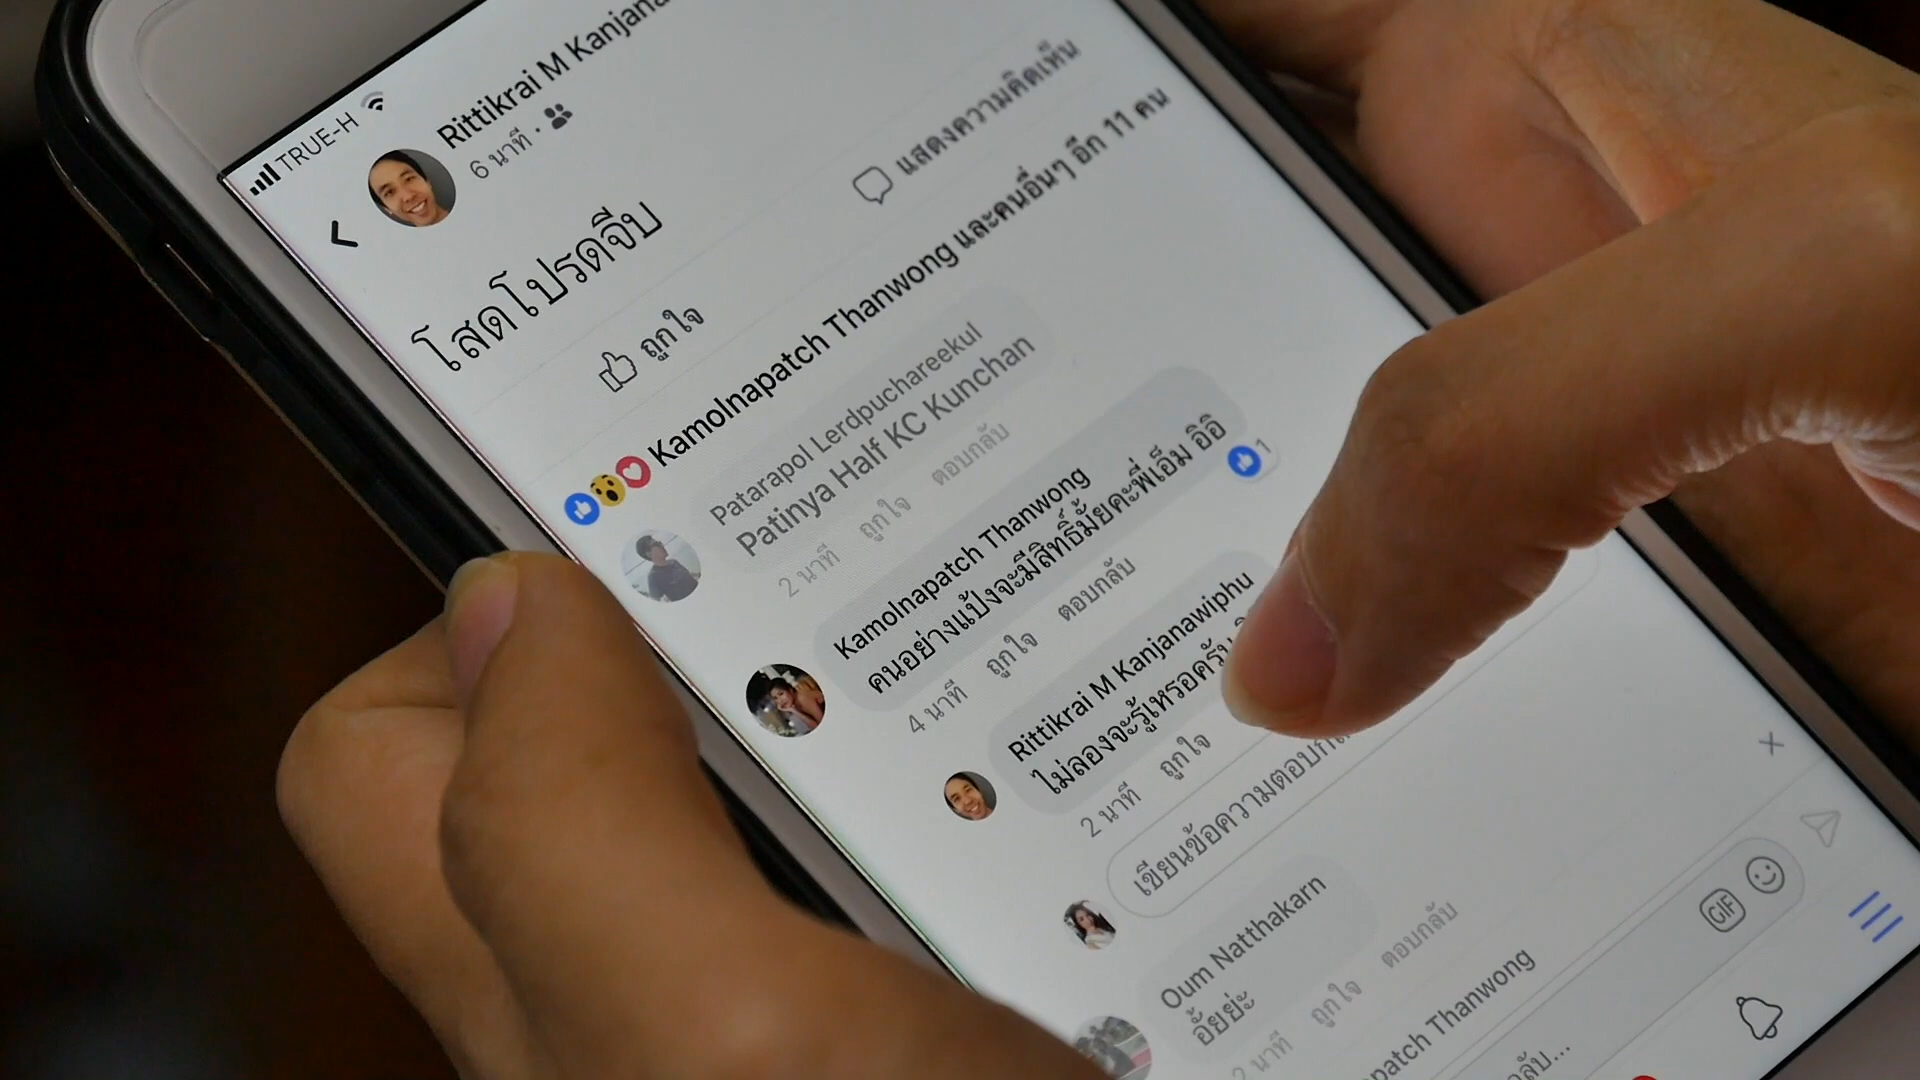 TRUE-H
Rittikrai M Kanjana
6 นาที
โสดโปรดจีบ
ถูกใจ
แสดงความคิดเห็น
Kamolnapatch Thanwong และคนอื่นๆ อีก 11 คน
Patarapol Lerdpuchareekul
Patinya Half KC Kunchan
2 นาที ถูกใจ ตอบกลับ
Kamolnapatch Thanwong
คนอย่างแป้งจะมีสิทธิ์มั้ยคะพี่เอ็ม อิอิ
1
4 นาที ถูกใจ ตอบกลับ
Rittikrai M Kanjanawiphu
ไม่ลองจะรู้เหรอครับ
2 นาที ถูกใจ
เขียนข้อความตอบก
Oum Natthakarn
อั้ยย่ะ
2 นาที ถูกใจ ตอบกลับ
patch Thanwong
ลับ...
GIF